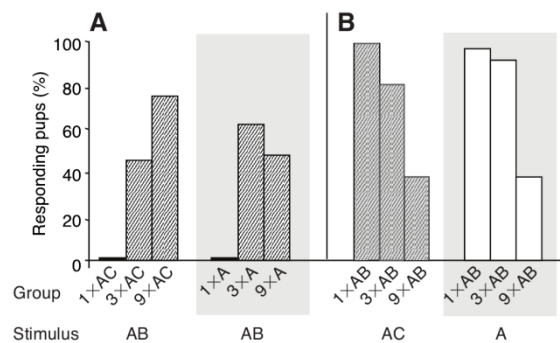 A B
Responding pups (%)
100
80
60
40
20
0
Group 1×AC 3×AC 9×AC 1×A 3×A 9×A 1×AB 3×AB 9×AB 1×AB 3×AB 9×AB
Stimulus AB AB AC A